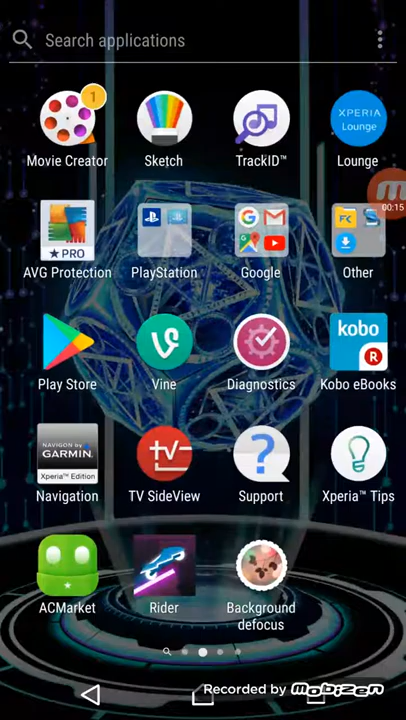 Search applications
1
XPERIA
Lounge
00:15
Movie Creator
Sketch
TrackID™
Lounge
PRO
AVG Protection
PlayStation
Google
Other
kobo
R
Play Store
Vine
Diagnostics
Kobo eBooks
NAVIGON by
GARMIN
Xperia™ Edition
tv
?
Navigation
TV SideView
Support
Xperia™ Tips
ACMarket
Rider
Background
defocus
Recorded by Mobizen